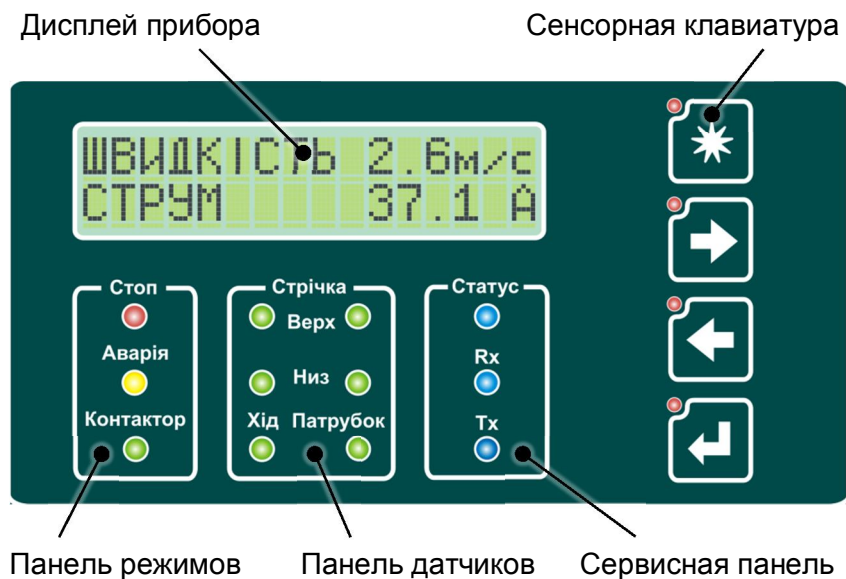 Дисплей прибора Сенсорная клавиатура
ШВИДКІСТЬ 2.6м/с
СТРУМ 37.1 А
Стоп Стрічка Статус
Верх
Аварія Rx
Низ
Контактор Хід Патрубок Tx
Панель режимов Панель датчиков Сервисная панель